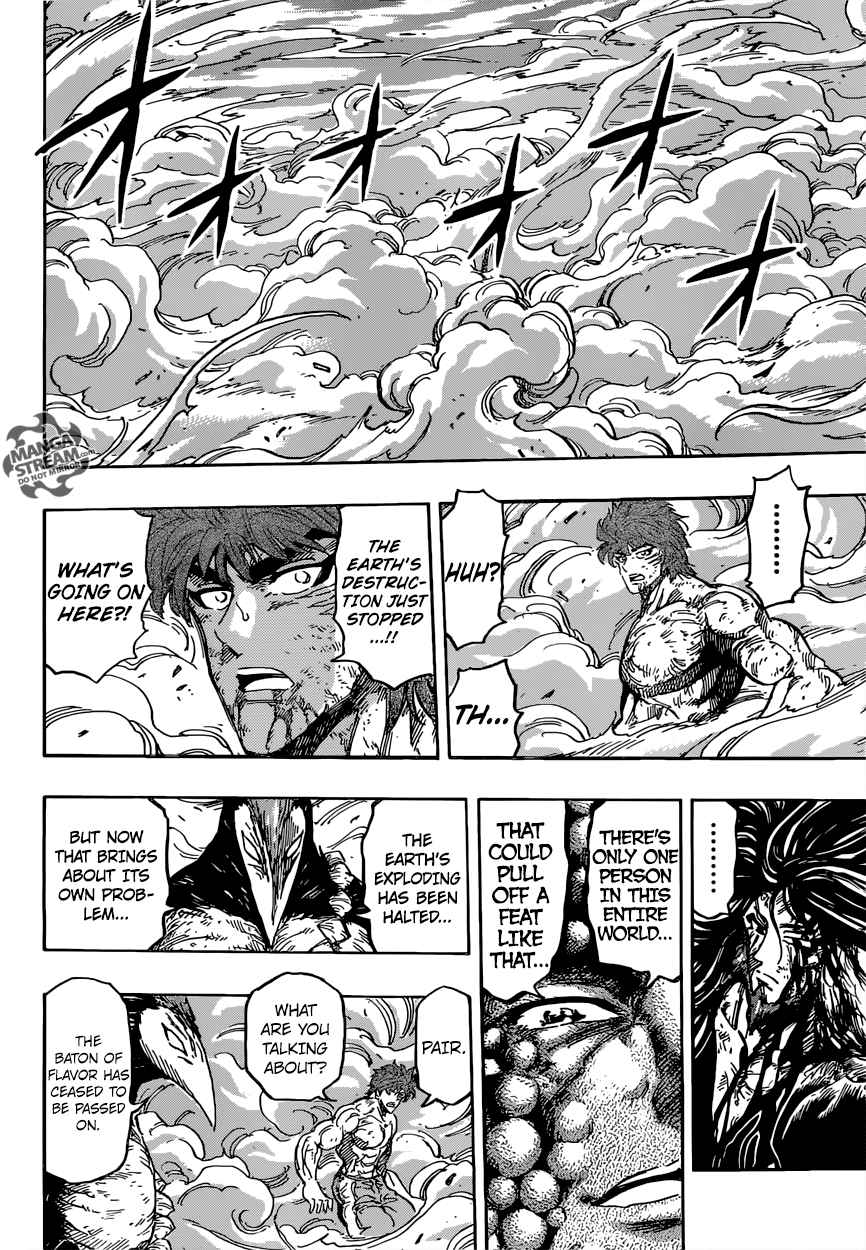 MANGA
STREAM.com
DO NOT MIRROR
.........
HUH?
TH...
THE
EARTH'S
DESTRUC-
TION JUST
STOPPED
...!!
WHAT'S
GOING ON
HERE?!
.........
THERE'S
ONLY ONE
PERSON
IN THIS
ENTIRE
WORLD...
THAT
COULD
PULL
OFF A
FEAT
LIKE
THAT...
THE
EARTH'S
EXPLODING
HAS BEEN
HALTED...
BUT NOW
THAT BRINGS
ABOUT ITS
OWN PROB-
LEM...
PAIR.
WHAT
ARE YOU
TALKING
ABOUT?
THE
BATON OF
FLAVOR HAS
CEASED TO
BE PASSED
ON.